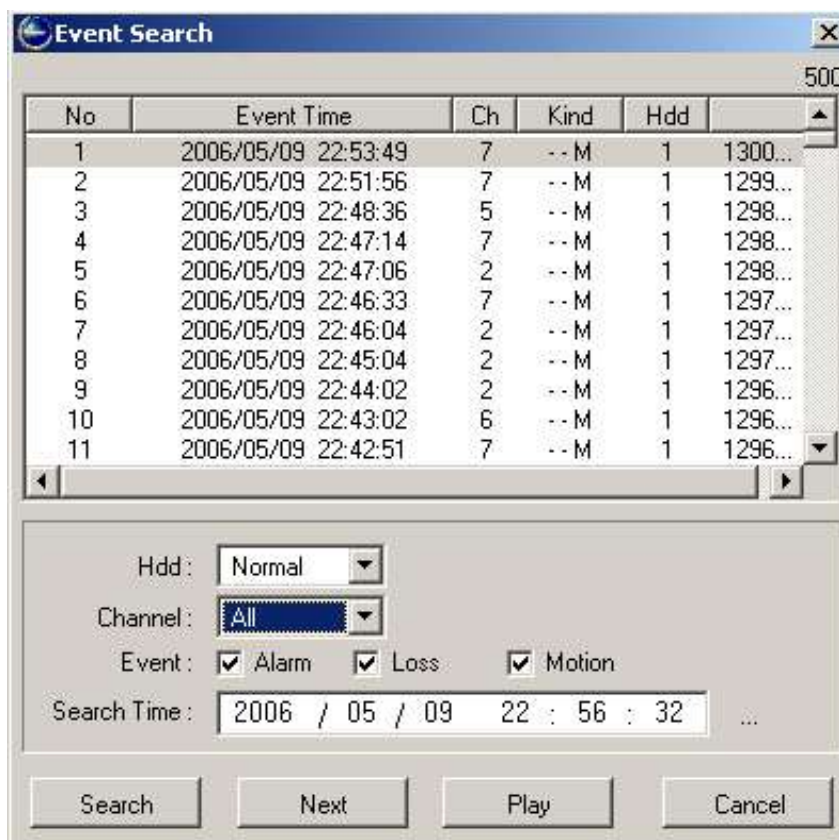 Event Search
500
No Event Time Ch Kind Hdd
1 2006/05/09 22:53:49 7 - - M 1 1300...
2 2006/05/09 22:51:56 7 - - M 1 1299...
3 2006/05/09 22:48:36 5 - - M 1 1298...
4 2006/05/09 22:47:14 7 - - M 1 1298...
5 2006/05/09 22:47:06 2 - - M 1 1298...
6 2006/05/09 22:46:33 7 - - M 1 1297...
7 2006/05/09 22:46:04 2 - - M 1 1297...
8 2006/05/09 22:45:04 2 - - M 1 1297...
9 2006/05/09 22:44:02 2 - - M 1 1296...
10 2006/05/09 22:43:02 6 - - M 1 1296...
11 2006/05/09 22:42:51 7 - - M 1 1296...
Hdd : Normal
Channel : All
Event : Alarm Loss Motion
Search Time : 2006 / 05 / 09 22 : 56 : 32 ...
Search Next Play Cancel